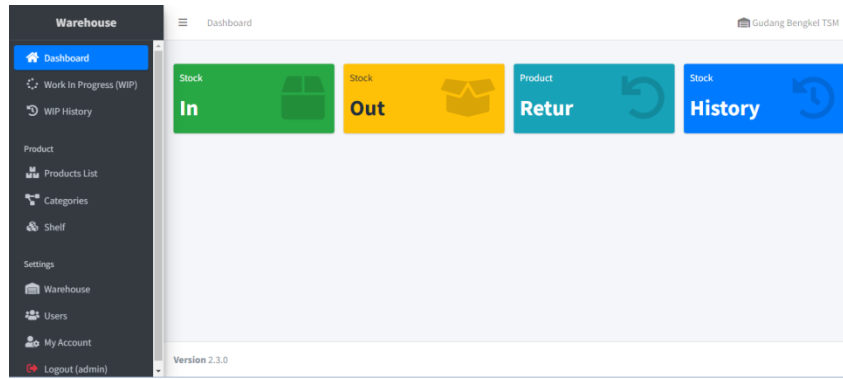 Warehouse
Dashboard
Gudang Bengkel TSM
Dashboard
Work In Progress (WIP)
WIP History
Product
Products List
Categories
Shelf
Settings
Warehouse
Users
My Account
Logout (admin)
Stock
In
Stock
Out
Product
Retur
Stock
History
Version 2.3.0